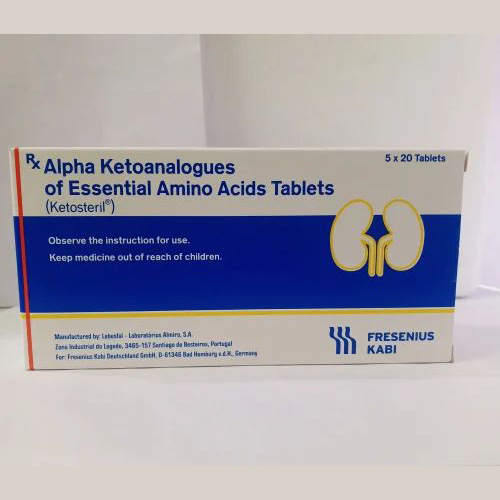 Rx Alpha Ketoanalogues
5 x 20 Tablets
of Essential Amino Acids Tablets
(Ketosteril®)
Observe the instruction for use.
Keep medicine out of reach of children.
Manufactured by: Labesfal - Laboratórios Almiro, S.A.
Zona Industrial do Lagedo, 3465-157 Santiago de Besteiros, Portugal
For: Fresenius Kabi Deutschland GmbH, D-61346 Bad Homburg v.d.H., Germany
FRESENIUS
KABI